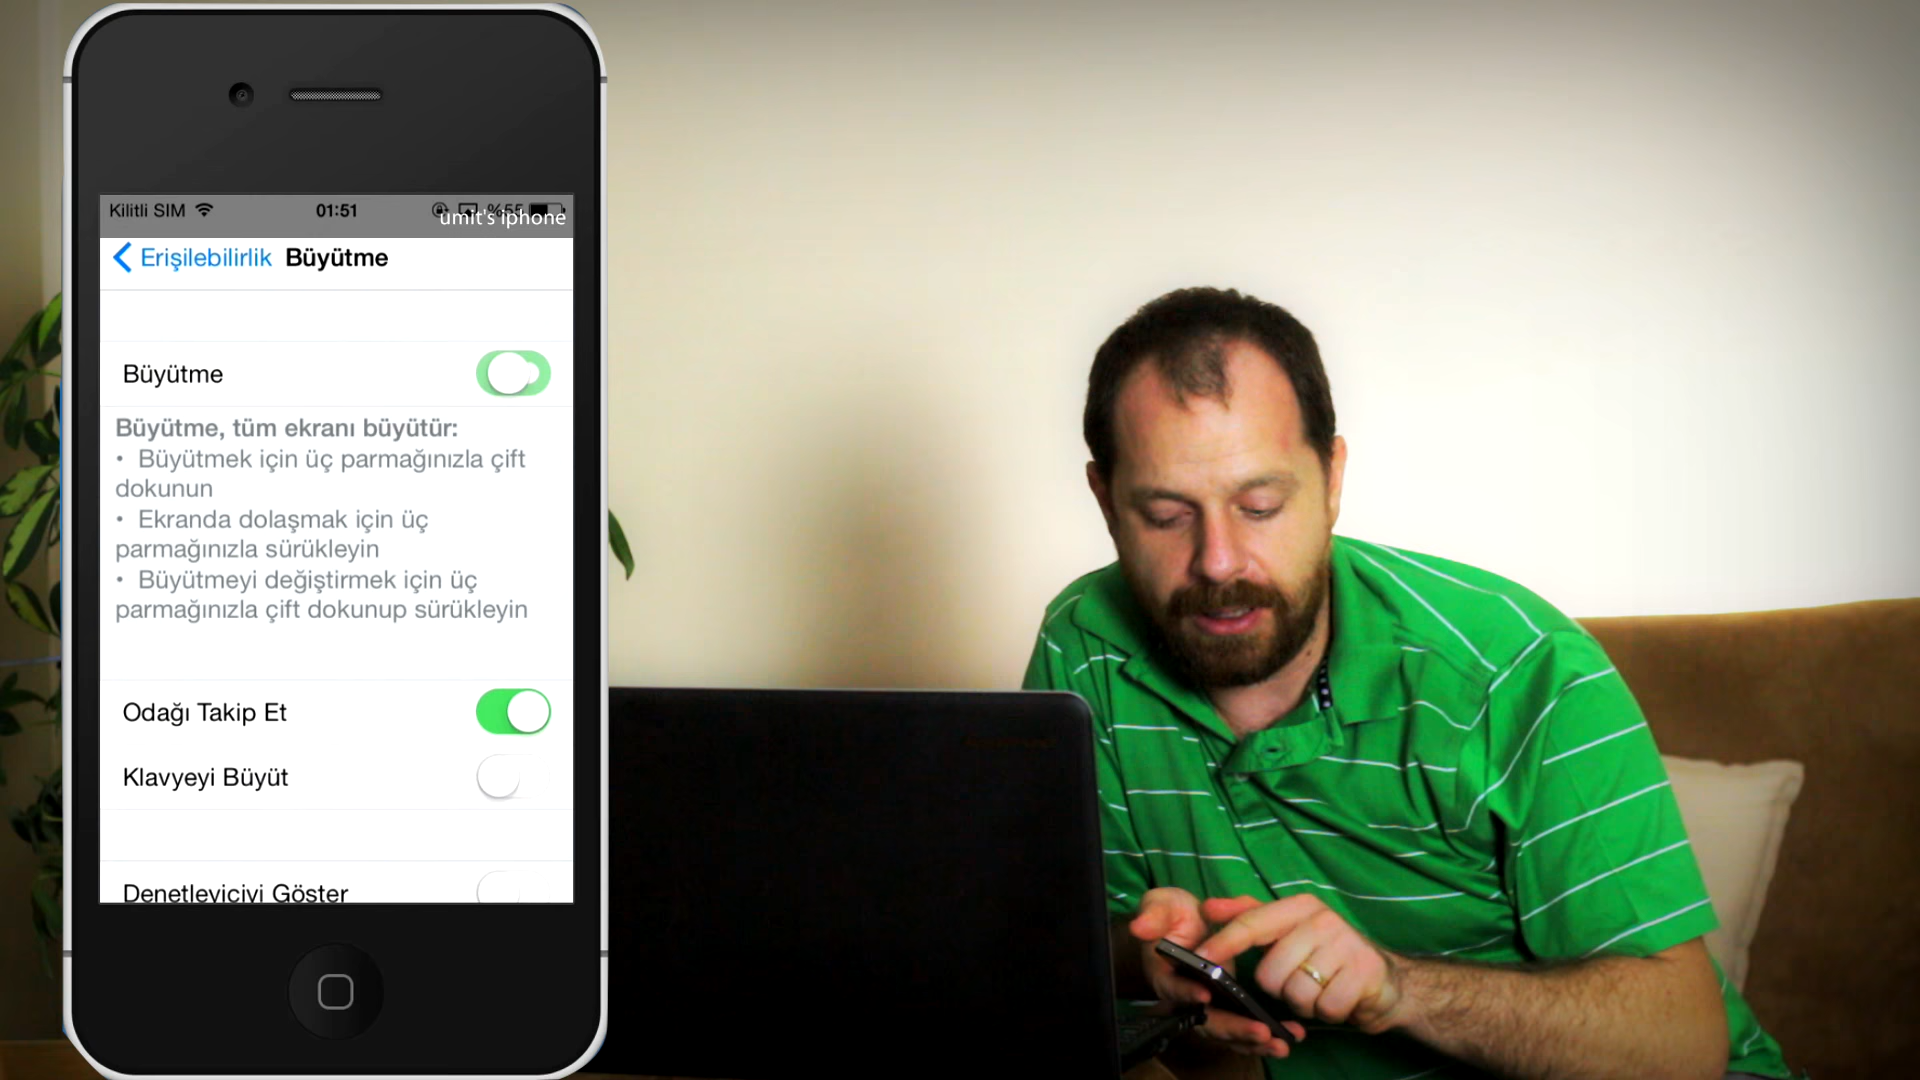 Kilitli SIM 01:51 %55
umit's iphone
Erişilebilirlik Büyütme
Büyütme
Büyütme, tüm ekranı büyütür:
• Büyütmek için üç parmağınızla çift
dokunun
• Ekranda dolaşmak için üç
parmağınızla sürükleyin
• Büyütmeyi değiştirmek için üç
parmağınızla çift dokunup sürükleyin
Odağı Takip Et
Klavyeyi Büyüt
Denetleyiciyi Göster